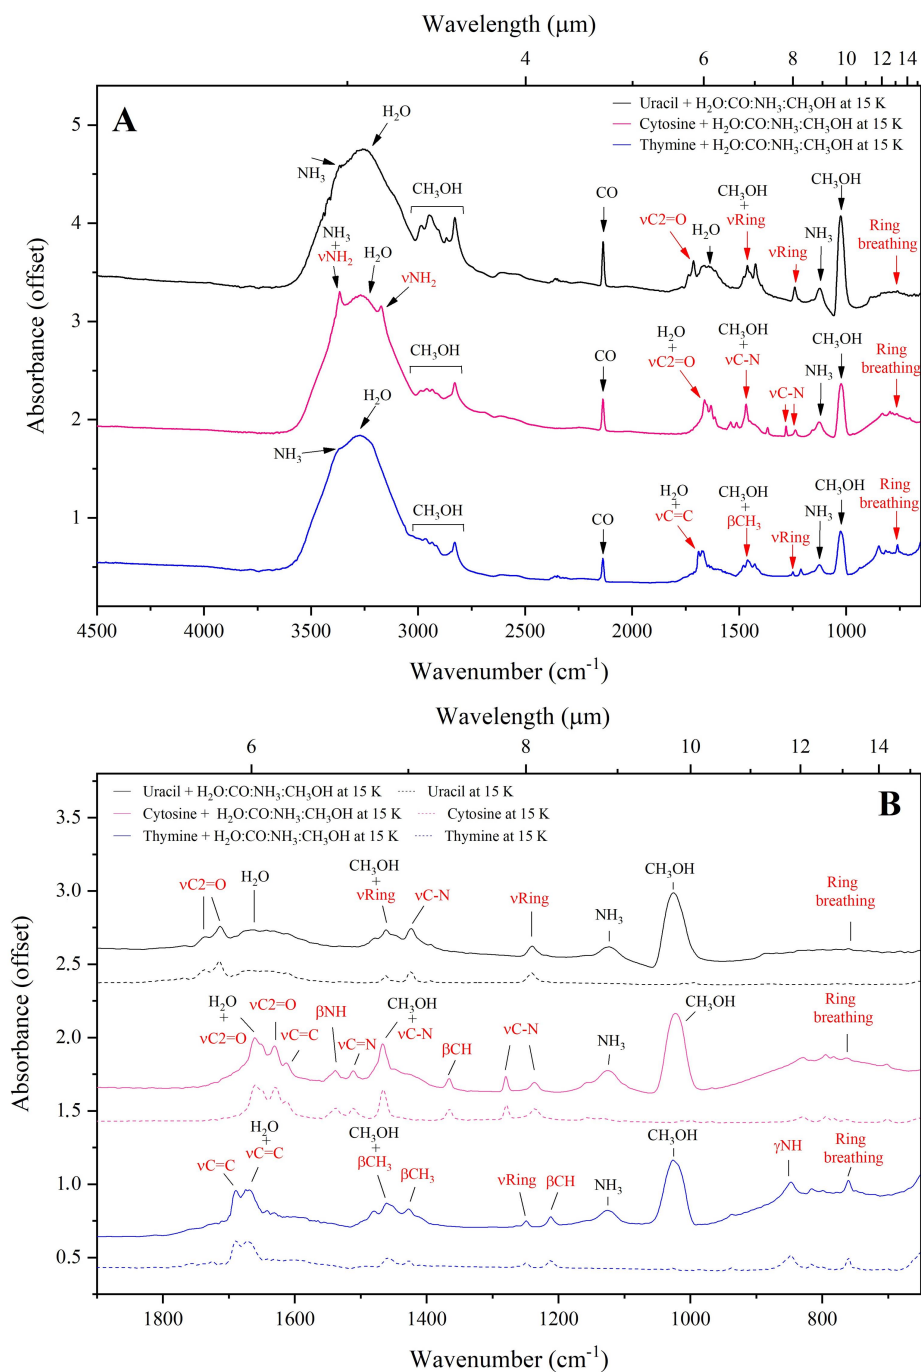 Wavelength (μm)
4 6 8 10 12 14
A
Uracil + H₂O:CO:NH₃:CH₃OH at 15 K
Cytosine + H₂O:CO:NH₃:CH₃OH at 15 K
Thymine + H₂O:CO:NH₃:CH₃OH at 15 K
Absorbance (offset)
5
4
3
2
1
H₂O
NH₃
CH₃OH
CO
νC2=O
H₂O
CH₃OH
+
νRing
νRing
NH₃
CH₃OH
Ring
breathing
NH₃
+
νNH₂
H₂O
νNH₂
CH₃OH
CO
H₂O
+
νC2=O
CH₃OH
+
νC-N
νC-N
NH₃
CH₃OH
Ring
breathing
H₂O
NH₃
CH₃OH
CO
H₂O
+
νC=C
CH₃OH
+
βCH₃
νRing
NH₃
CH₃OH
Ring
breathing
4500 4000 3500 3000 2500 2000 1500 1000
Wavenumber (cm⁻¹)
Wavelength (μm)
6 8 10 12 14
B
Uracil + H₂O:CO:NH₃:CH₃OH at 15 K Uracil at 15 K
Cytosine + H₂O:CO:NH₃:CH₃OH at 15 K Cytosine at 15 K
Thymine + H₂O:CO:NH₃:CH₃OH at 15 K Thymine at 15 K
Absorbance (offset)
3.5
3.0
2.5
2.0
1.5
1.0
0.5
νC2=O
H₂O
CH₃OH
+
νRing
νC-N
νRing
NH₃
CH₃OH
Ring
breathing
H₂O
+
νC2=O
νC2=O
νC=C
βNH
νC=N
CH₃OH
+
νC-N
βCH
νC-N
NH₃
CH₃OH
Ring
breathing
νC=C
H₂O
+
νC=C
CH₃OH
+
βCH₃
βCH₃
νRing
βCH
NH₃
CH₃OH
γNH
Ring
breathing
1800 1600 1400 1200 1000 800
Wavenumber (cm⁻¹)